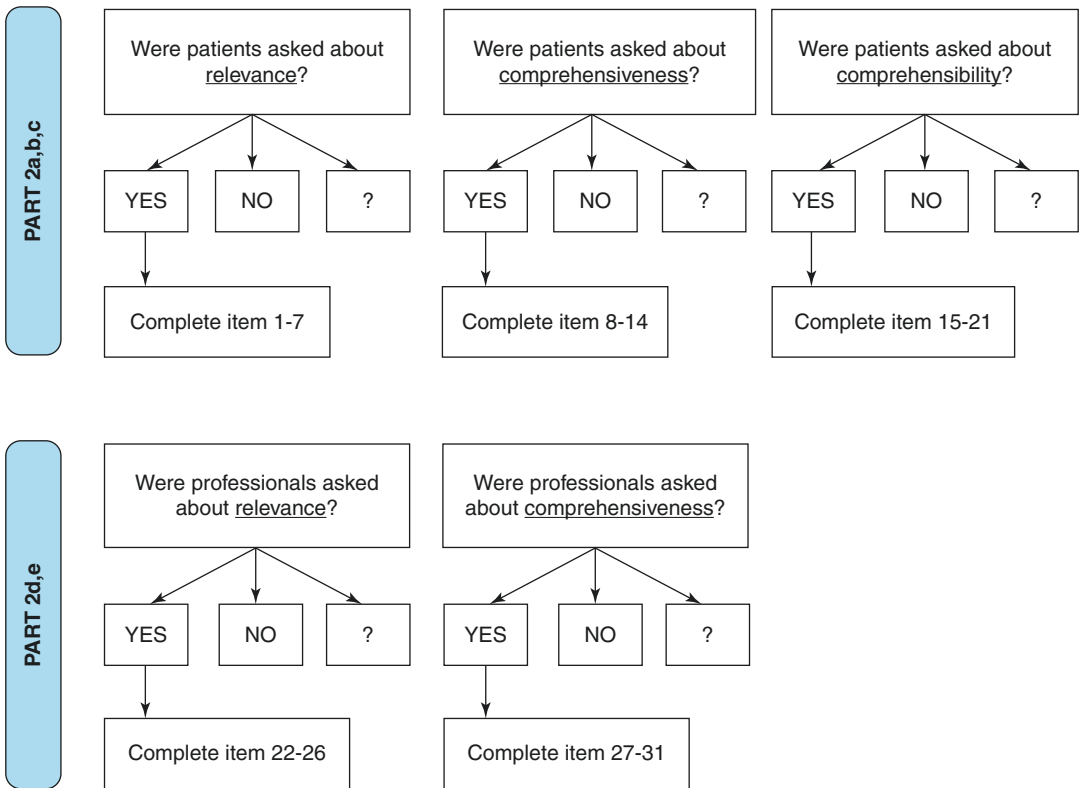 PART 2a,b,c
Were patients asked about
relevance?
YES
NO
?
Complete item 1-7
Were patients asked about
comprehensiveness?
YES
NO
?
Complete item 8-14
Were patients asked about
comprehensibility?
YES
NO
?
Complete item 15-21
PART 2d,e
Were professionals asked
about relevance?
YES
NO
?
Complete item 22-26
Were professionals asked
about comprehensiveness?
YES
NO
?
Complete item 27-31